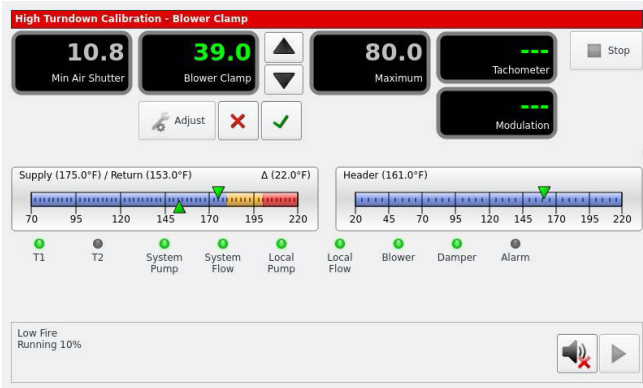 High Turndown Calibration - Blower Clamp
10.8
Min Air Shutter
39.0
Blower Clamp
80.0
Maximum
---
Tachometer
Stop
---
Modulation
Adjust
Supply (175.0°F) / Return (153.0°F) Δ (22.0°F)
70 95 120 145 170 195 220
Header (161.0°F)
20 45 70 95 120 145 170 195 220
T1
T2
System Pump
System Flow
Local Pump
Local Flow
Blower
Damper
Alarm
Low Fire
Running 10%